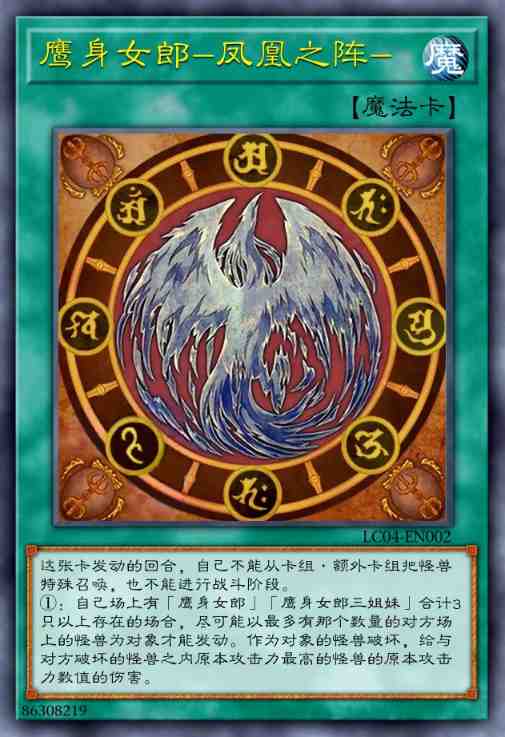 鹰身女郎-凤凰之阵-
魔
【魔法卡】
LC04-EN002
这张卡发动的回合，自己不能从卡组·额外卡组把怪兽
特殊召唤，也不能进行战斗阶段。
①：自己场上有「鹰身女郎」「鹰身女郎三姐妹」合计3
只以上存在的场合，尽可能以最多有那个数量的对方场
上的怪兽为对象才能发动。作为对象的怪兽破坏，给与
对方破坏的怪兽之内原本攻击力最高的怪兽的原本攻击
力数值的伤害。
86308219